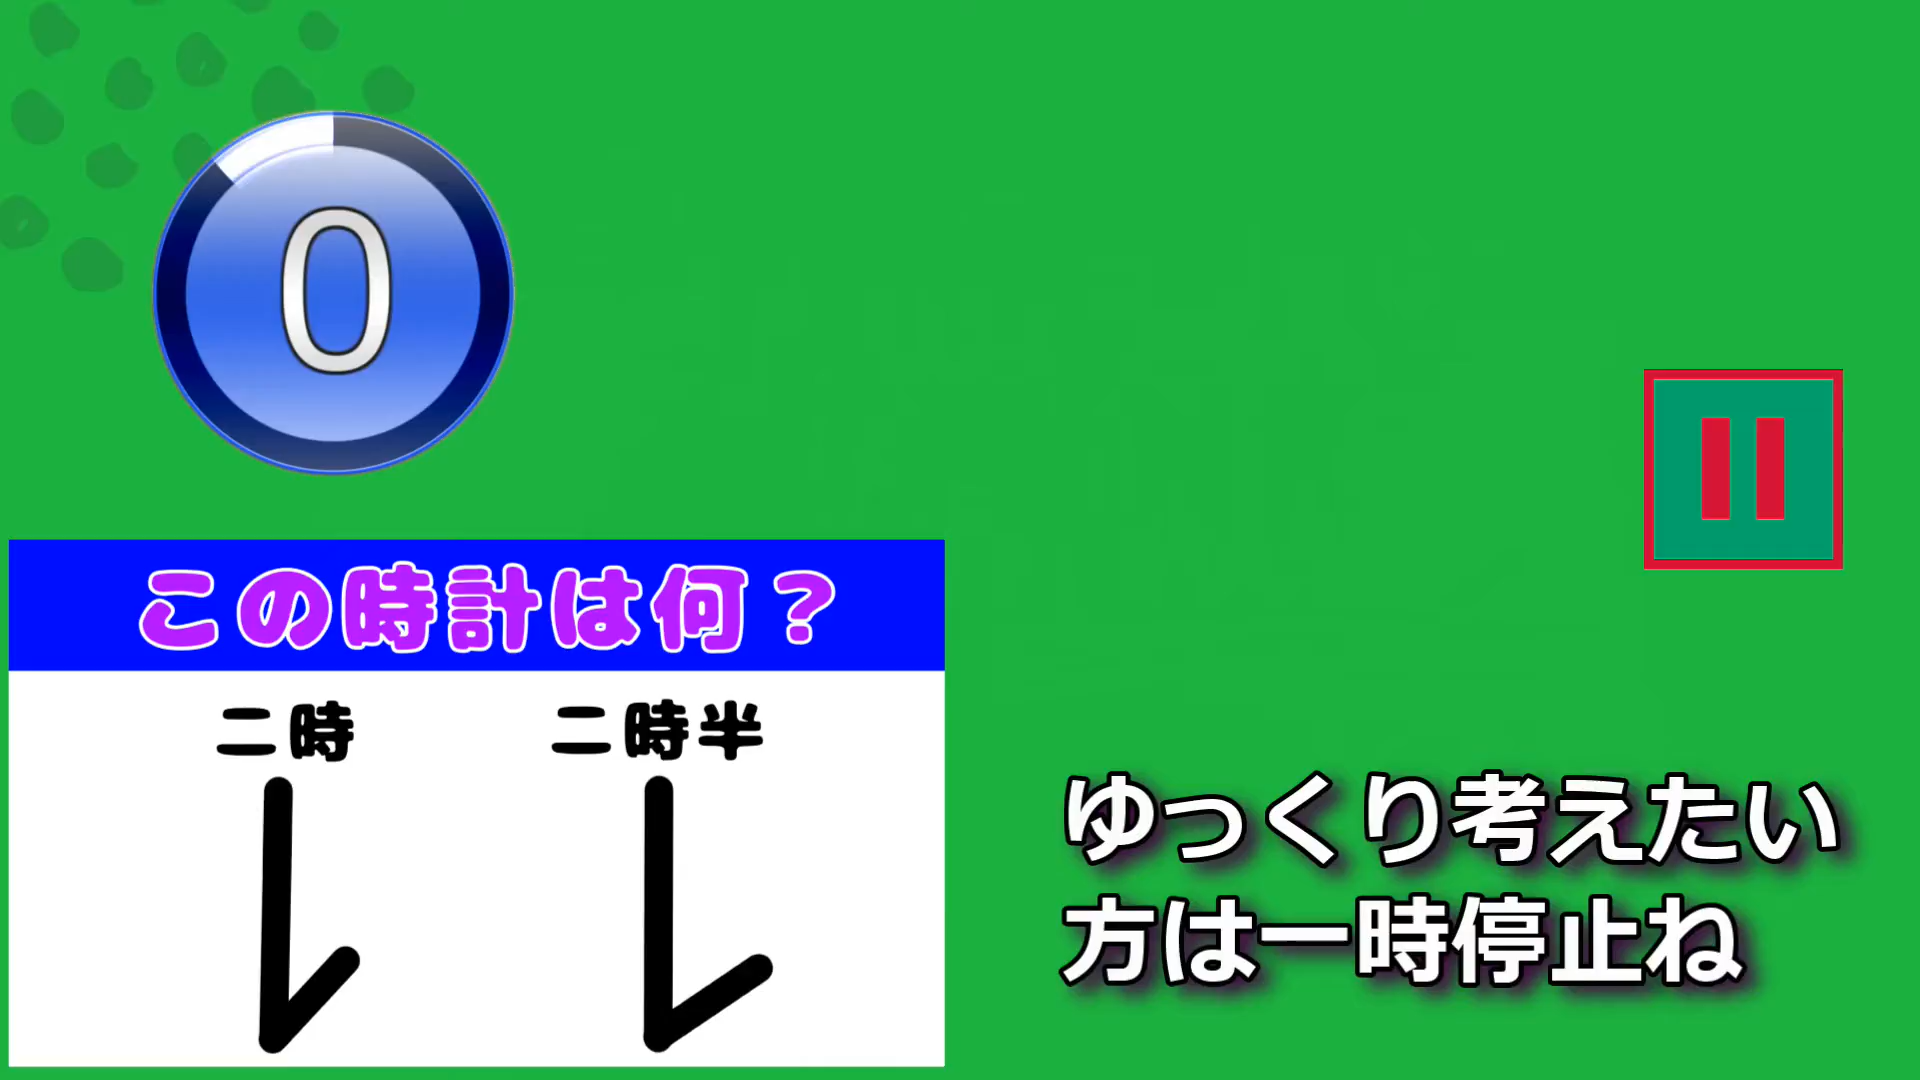 0
この時計は何？
二時 二時半
ゆっくり考えたい
方は一時停止ね